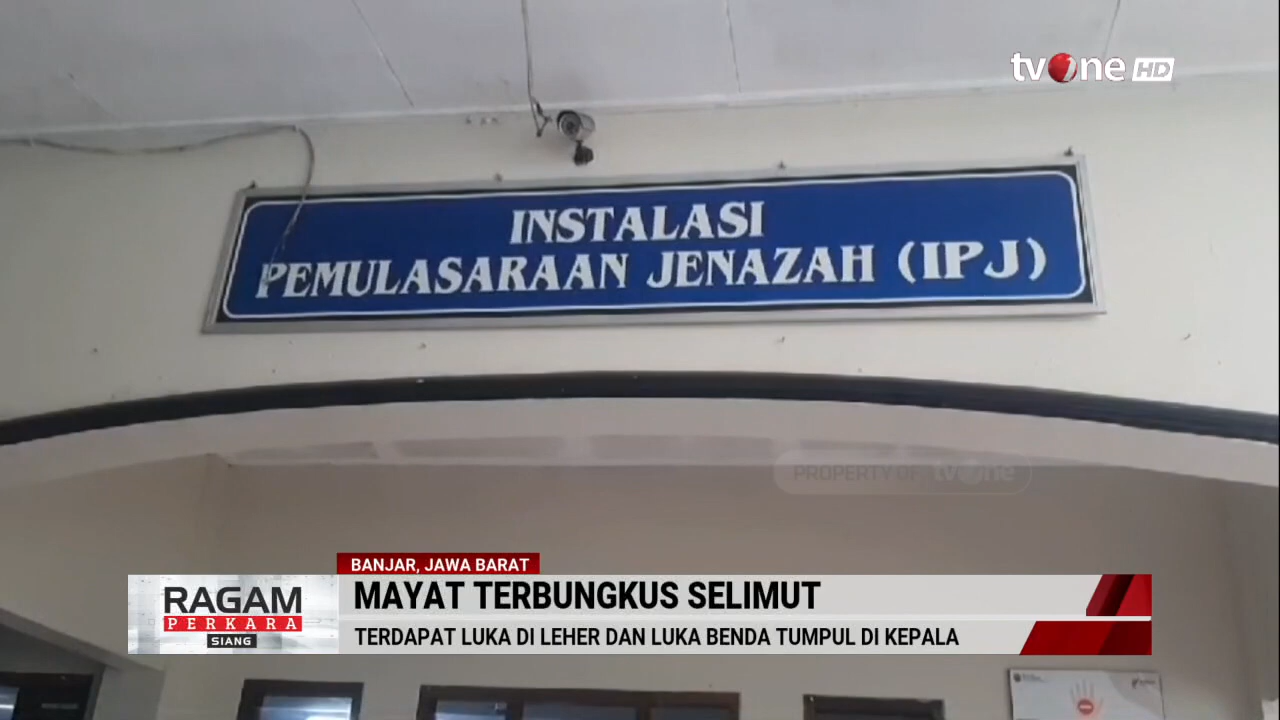 tvOne HD
INSTALASI
PEMULASARAAN JENAZAH (IPJ)
PROPERTY OF tvOne
BANJAR, JAWA BARAT
RAGAM
PERKARA
SIANG
MAYAT TERBUNGKUS SELIMUT
TERDAPAT LUKA DI LEHER DAN LUKA BENDA TUMPUL DI KEPALA